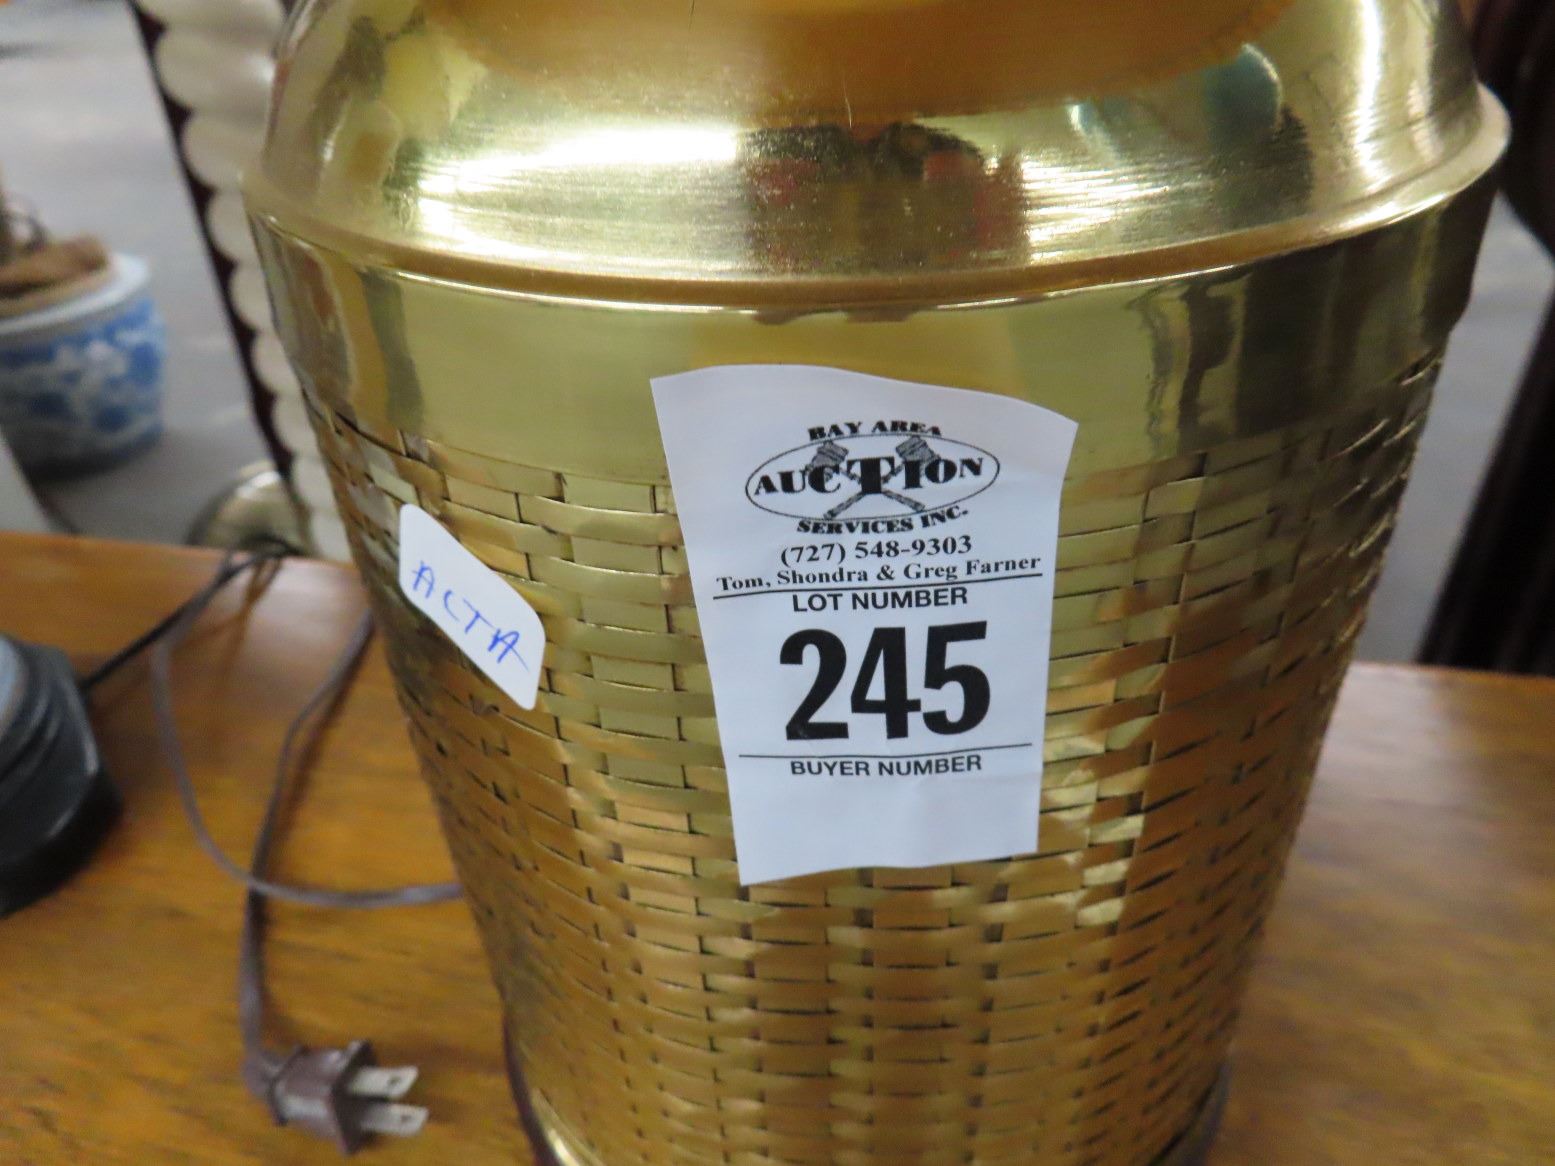 BAY AREA
AUCTION
SERVICES INC.
(727) 548-9303
Tom, Shondra & Greg Farner
LOT NUMBER
245
BUYER NUMBER
ACTA